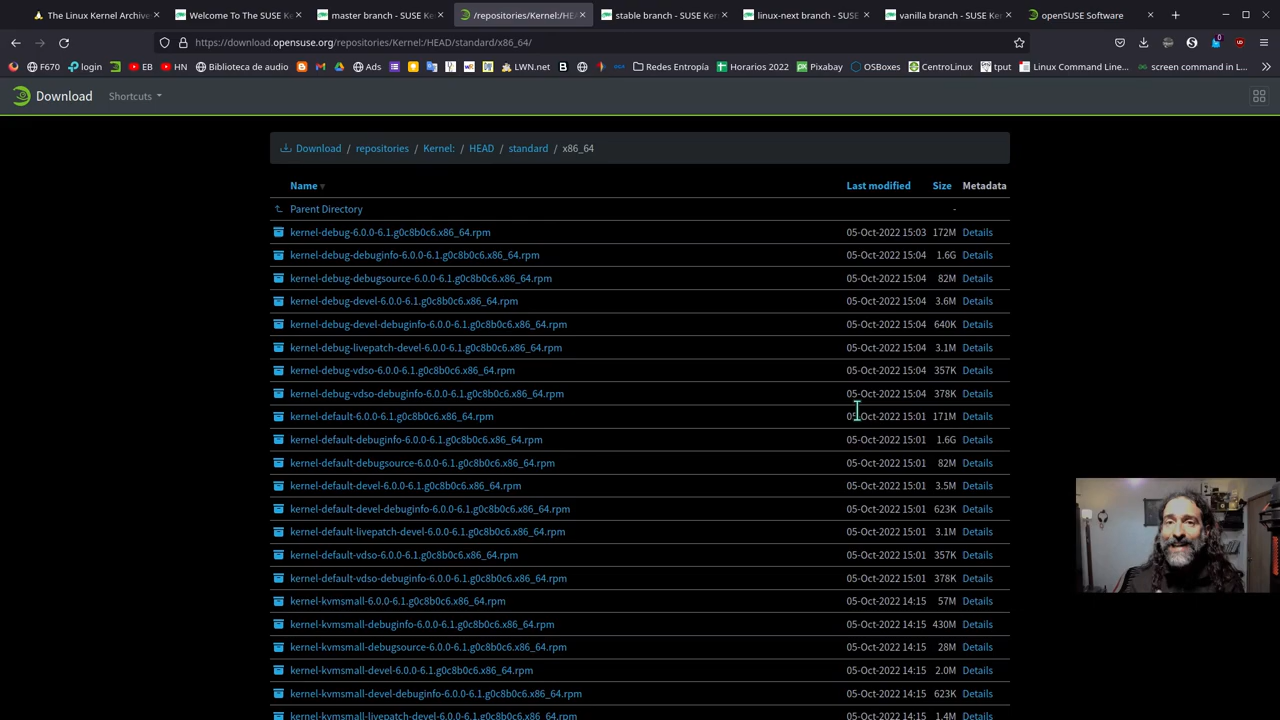 The Linux Kernel Archive
Welcome To The SUSE K
master branch - SUSE Ke
/repositories/Kernel:/HEA
stable branch - SUSE Ker
linux-next branch - SUSE
vanilla branch - SUSE Ke
openSUSE Software
https://download.opensuse.org/repositories/Kernel:/HEAD/standard/x86_64/
F670 login EB HN Biblioteca de audio Ads LWN.net Redes Entropía Horarios 2022 Pixabay OSBoxes CentroLinux tput Linux Command Line... screen command in L...
Download Shortcuts
Download / repositories / Kernel: / HEAD / standard / x86_64
Name Last modified Size Metadata
Parent Directory -
kernel-debug-6.0.0-6.1.g0c8b0c6.x86_64.rpm 05-Oct-2022 15:03 172M Details
kernel-debug-debuginfo-6.0.0-6.1.g0c8b0c6.x86_64.rpm 05-Oct-2022 15:04 1.6G Details
kernel-debug-debugsource-6.0.0-6.1.g0c8b0c6.x86_64.rpm 05-Oct-2022 15:04 82M Details
kernel-debug-devel-6.0.0-6.1.g0c8b0c6.x86_64.rpm 05-Oct-2022 15:04 3.6M Details
kernel-debug-devel-debuginfo-6.0.0-6.1.g0c8b0c6.x86_64.rpm 05-Oct-2022 15:04 640K Details
kernel-debug-livepatch-devel-6.0.0-6.1.g0c8b0c6.x86_64.rpm 05-Oct-2022 15:04 3.1M Details
kernel-debug-vdso-6.0.0-6.1.g0c8b0c6.x86_64.rpm 05-Oct-2022 15:04 357K Details
kernel-debug-vdso-debuginfo-6.0.0-6.1.g0c8b0c6.x86_64.rpm 05-Oct-2022 15:04 378K Details
kernel-default-6.0.0-6.1.g0c8b0c6.x86_64.rpm 05-Oct-2022 15:01 171M Details
kernel-default-debuginfo-6.0.0-6.1.g0c8b0c6.x86_64.rpm 05-Oct-2022 15:01 1.6G Details
kernel-default-debugsource-6.0.0-6.1.g0c8b0c6.x86_64.rpm 05-Oct-2022 15:01 82M Details
kernel-default-devel-6.0.0-6.1.g0c8b0c6.x86_64.rpm 05-Oct-2022 15:01 3.5M Details
kernel-default-devel-debuginfo-6.0.0-6.1.g0c8b0c6.x86_64.rpm 05-Oct-2022 15:01 623K Details
kernel-default-livepatch-devel-6.0.0-6.1.g0c8b0c6.x86_64.rpm 05-Oct-2022 15:01 3.1M Details
kernel-default-vdso-6.0.0-6.1.g0c8b0c6.x86_64.rpm 05-Oct-2022 15:01 357K Details
kernel-default-vdso-debuginfo-6.0.0-6.1.g0c8b0c6.x86_64.rpm 05-Oct-2022 15:01 378K Details
kernel-kvmsmall-6.0.0-6.1.g0c8b0c6.x86_64.rpm 05-Oct-2022 14:15 57M Details
kernel-kvmsmall-debuginfo-6.0.0-6.1.g0c8b0c6.x86_64.rpm 05-Oct-2022 14:15 430M Details
kernel-kvmsmall-debugsource-6.0.0-6.1.g0c8b0c6.x86_64.rpm 05-Oct-2022 14:15 28M Details
kernel-kvmsmall-devel-6.0.0-6.1.g0c8b0c6.x86_64.rpm 05-Oct-2022 14:15 2.0M Details
kernel-kvmsmall-devel-debuginfo-6.0.0-6.1.g0c8b0c6.x86_64.rpm 05-Oct-2022 14:15 623K Details
kernel-kvmsmall-livepatch-devel-6.0.0-6.1.g0c8b0c6.x86_64.rpm 05-Oct-2022 14:15 1.4M Details